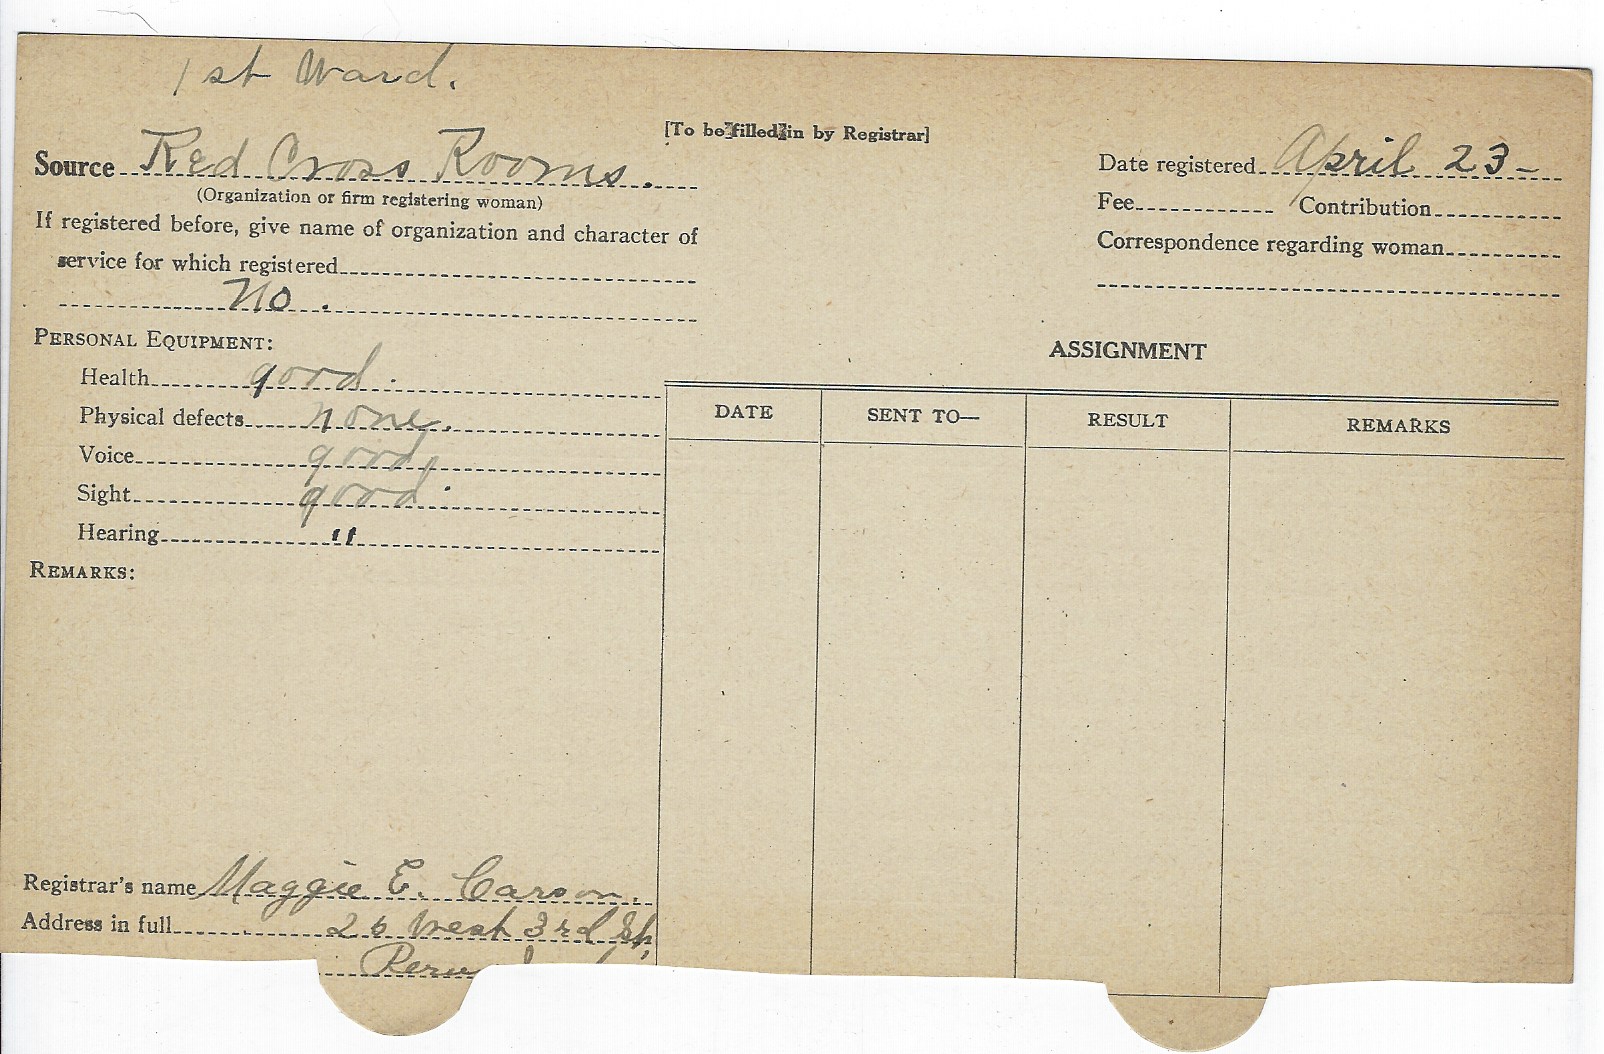 1st Ward.
[To be filled in by Registrar]
Source Red Cross Rooms.
(Organization or firm registering woman)
Date registered April 23-
Fee Contribution
If registered before, give name of organization and character of
service for which registered
No.
Correspondence regarding woman
PERSONAL EQUIPMENT:
Health good.
Physical defects none.
Voice good,
Sight good.
Hearing "
REMARKS:
ASSIGNMENT
DATE SENT TO— RESULT REMARKS
Registrar's name Maggie E. Carson.
Address in full 26 West 3rd St,
Peru